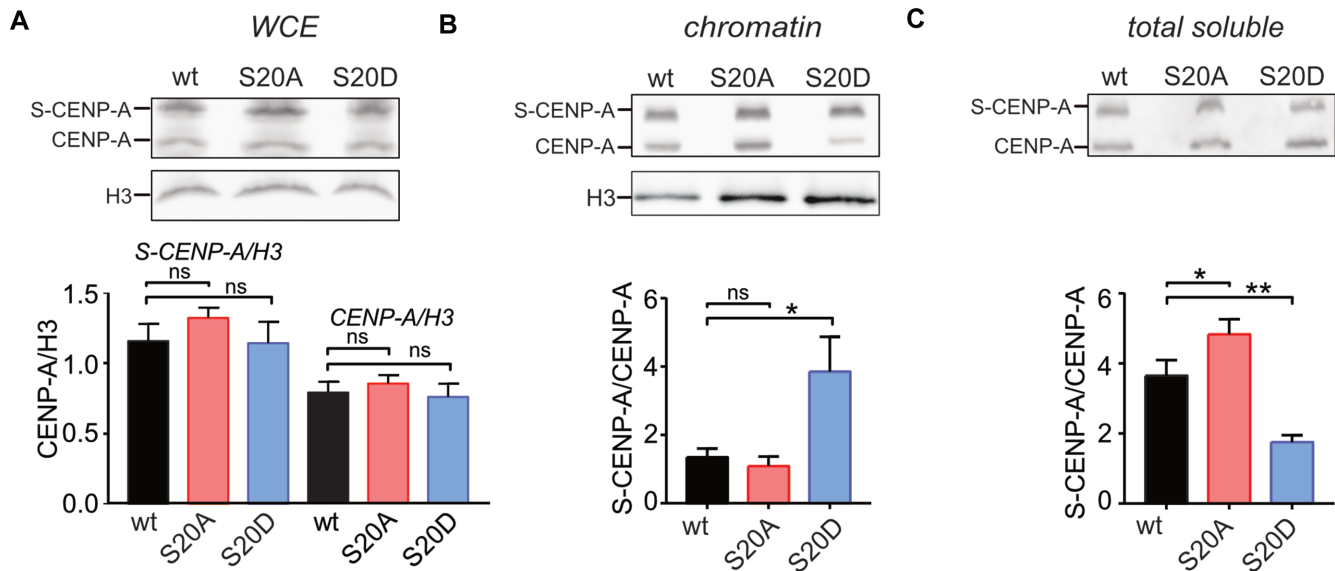 A
WCE
wt S20A S20D
S-CENP-A
CENP-A
H3
S-CENP-A/H3
ns
ns
CENP-A/H3
ns
ns
CENP-A/H3
1.5
1.0
0.5
0.0
wt S20A S20D wt S20A S20D
B
chromatin
wt S20A S20D
S-CENP-A
CENP-A
H3
ns
*
S-CENP-A/CENP-A
6
4
2
0
wt S20A S20D
C
total soluble
wt S20A S20D
S-CENP-A
CENP-A
*
**
S-CENP-A/CENP-A
6
4
2
0
wt S20A S20D